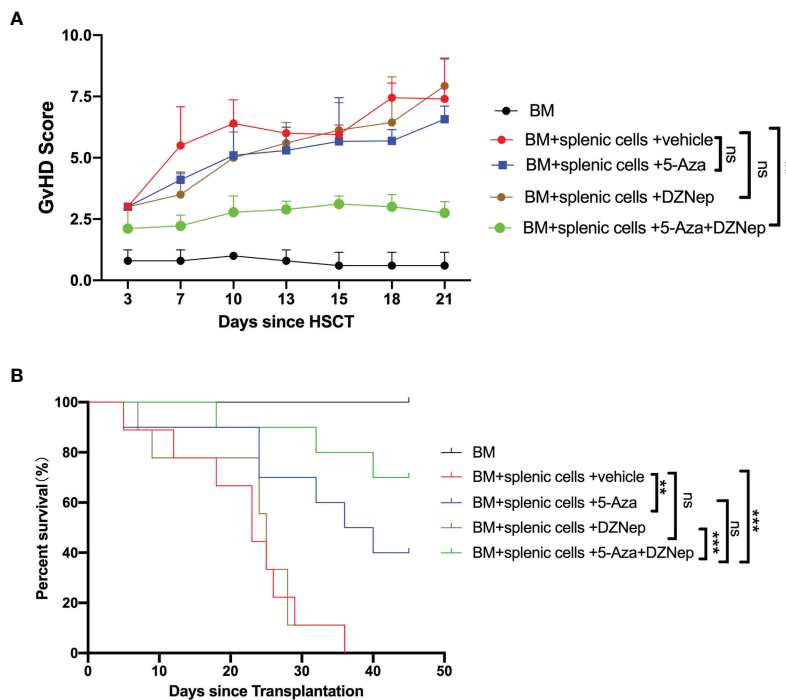 A
10.0
7.5
5.0
2.5
0.0
GvHD Score
3 7 10 13 15 18 21
Days since HSCT
BM
BM+splenic cells +vehicle
BM+splenic cells +5-Aza
BM+splenic cells +DZNep
BM+splenic cells +5-Aza+DZNep
ns
ns
B
100
80
60
40
20
0
Percent survival(%)
0 10 20 30 40 50
Days since Transplantation
BM
BM+splenic cells +vehicle
BM+splenic cells +5-Aza
BM+splenic cells +DZNep
BM+splenic cells +5-Aza+DZNep
**
ns
***
ns
***